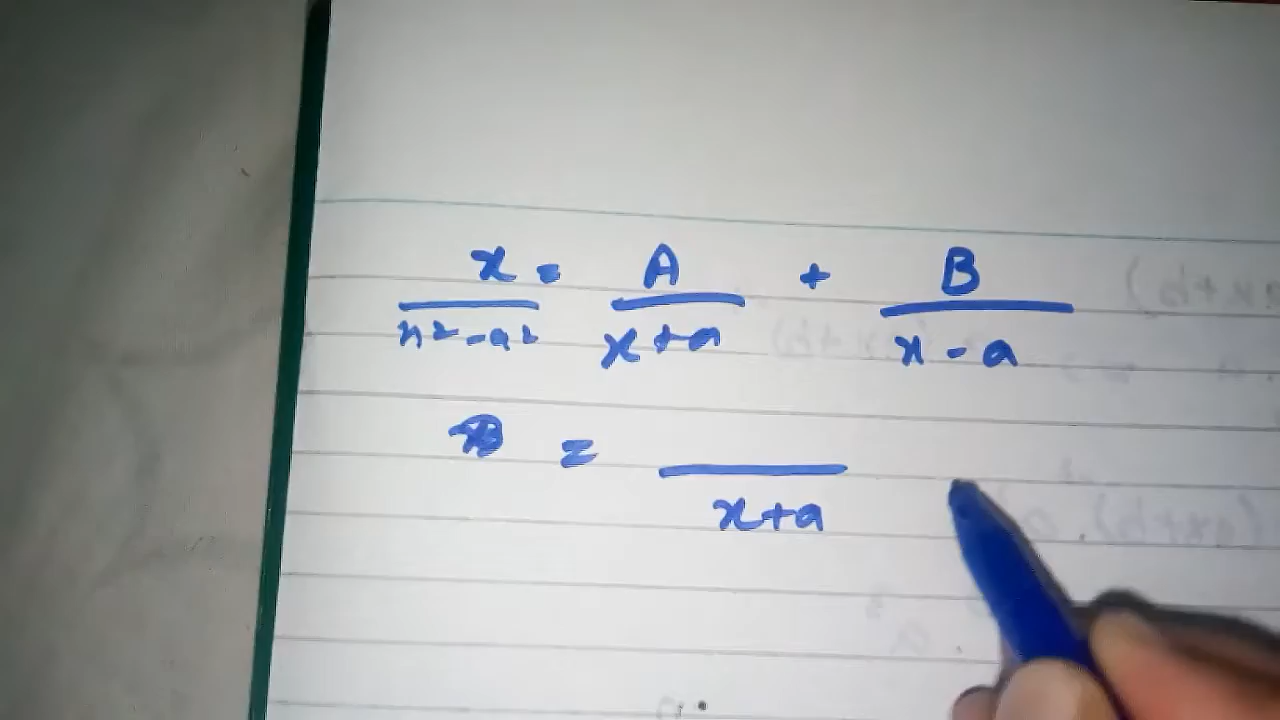 x/x²-a² = A/x+a + B/x-a
= /x+a